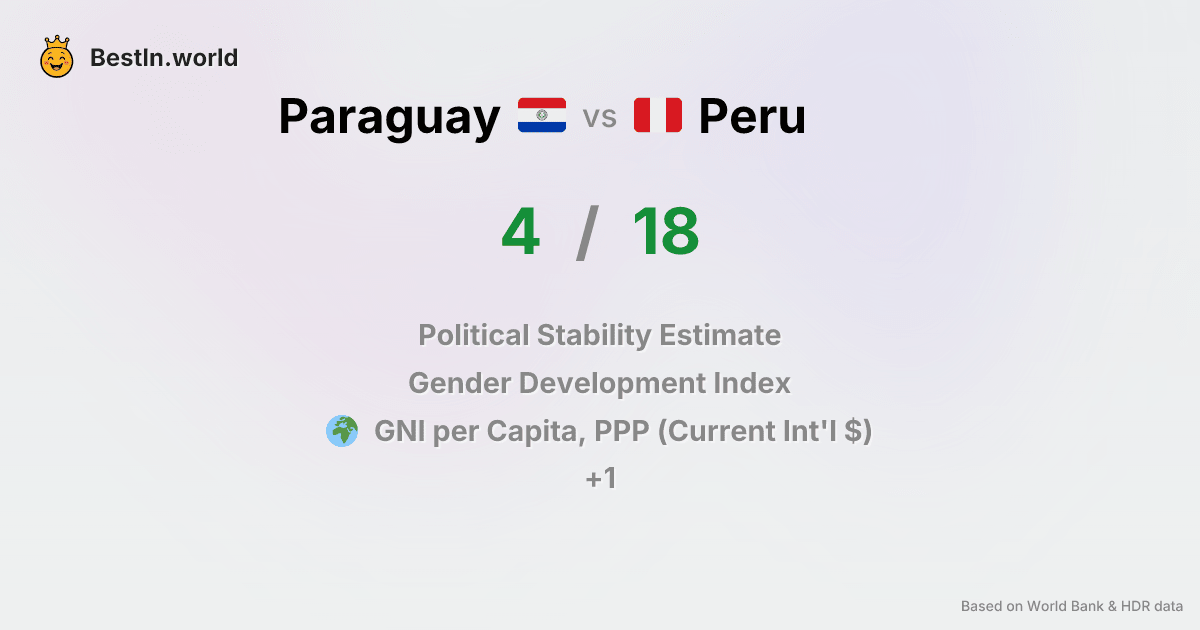 BestIn.world
Paraguay vs Peru
4 / 18
Political Stability Estimate
Gender Development Index
GNI per Capita, PPP (Current Int'l $)
+1
Based on World Bank & HDR data